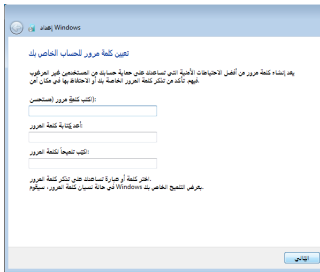 إعداد Windows
تعيين كلمة مرور للحساب الخاص بك
يعد إنشاء كلمة مرور من أفضل الاحتياطات الأمنية التي تساعدك على حماية حسابك من المستخدمين غير المرغوب
فيهم. تأكد من تذكر كلمة المرور الخاصة بك أو الاحتفاظ بها في مكان آمن.
اكتب كلمة مرور (مستحسن):
أعد كتابة كلمة المرور:
اكتب تلميحاً لكلمة المرور:
اختر كلمة أو عبارة تساعدك على تذكر كلمة المرور.
يعرض التلميح الخاص بك Windows في حالة نسيان كلمة المرور، سيقوم.
التالي